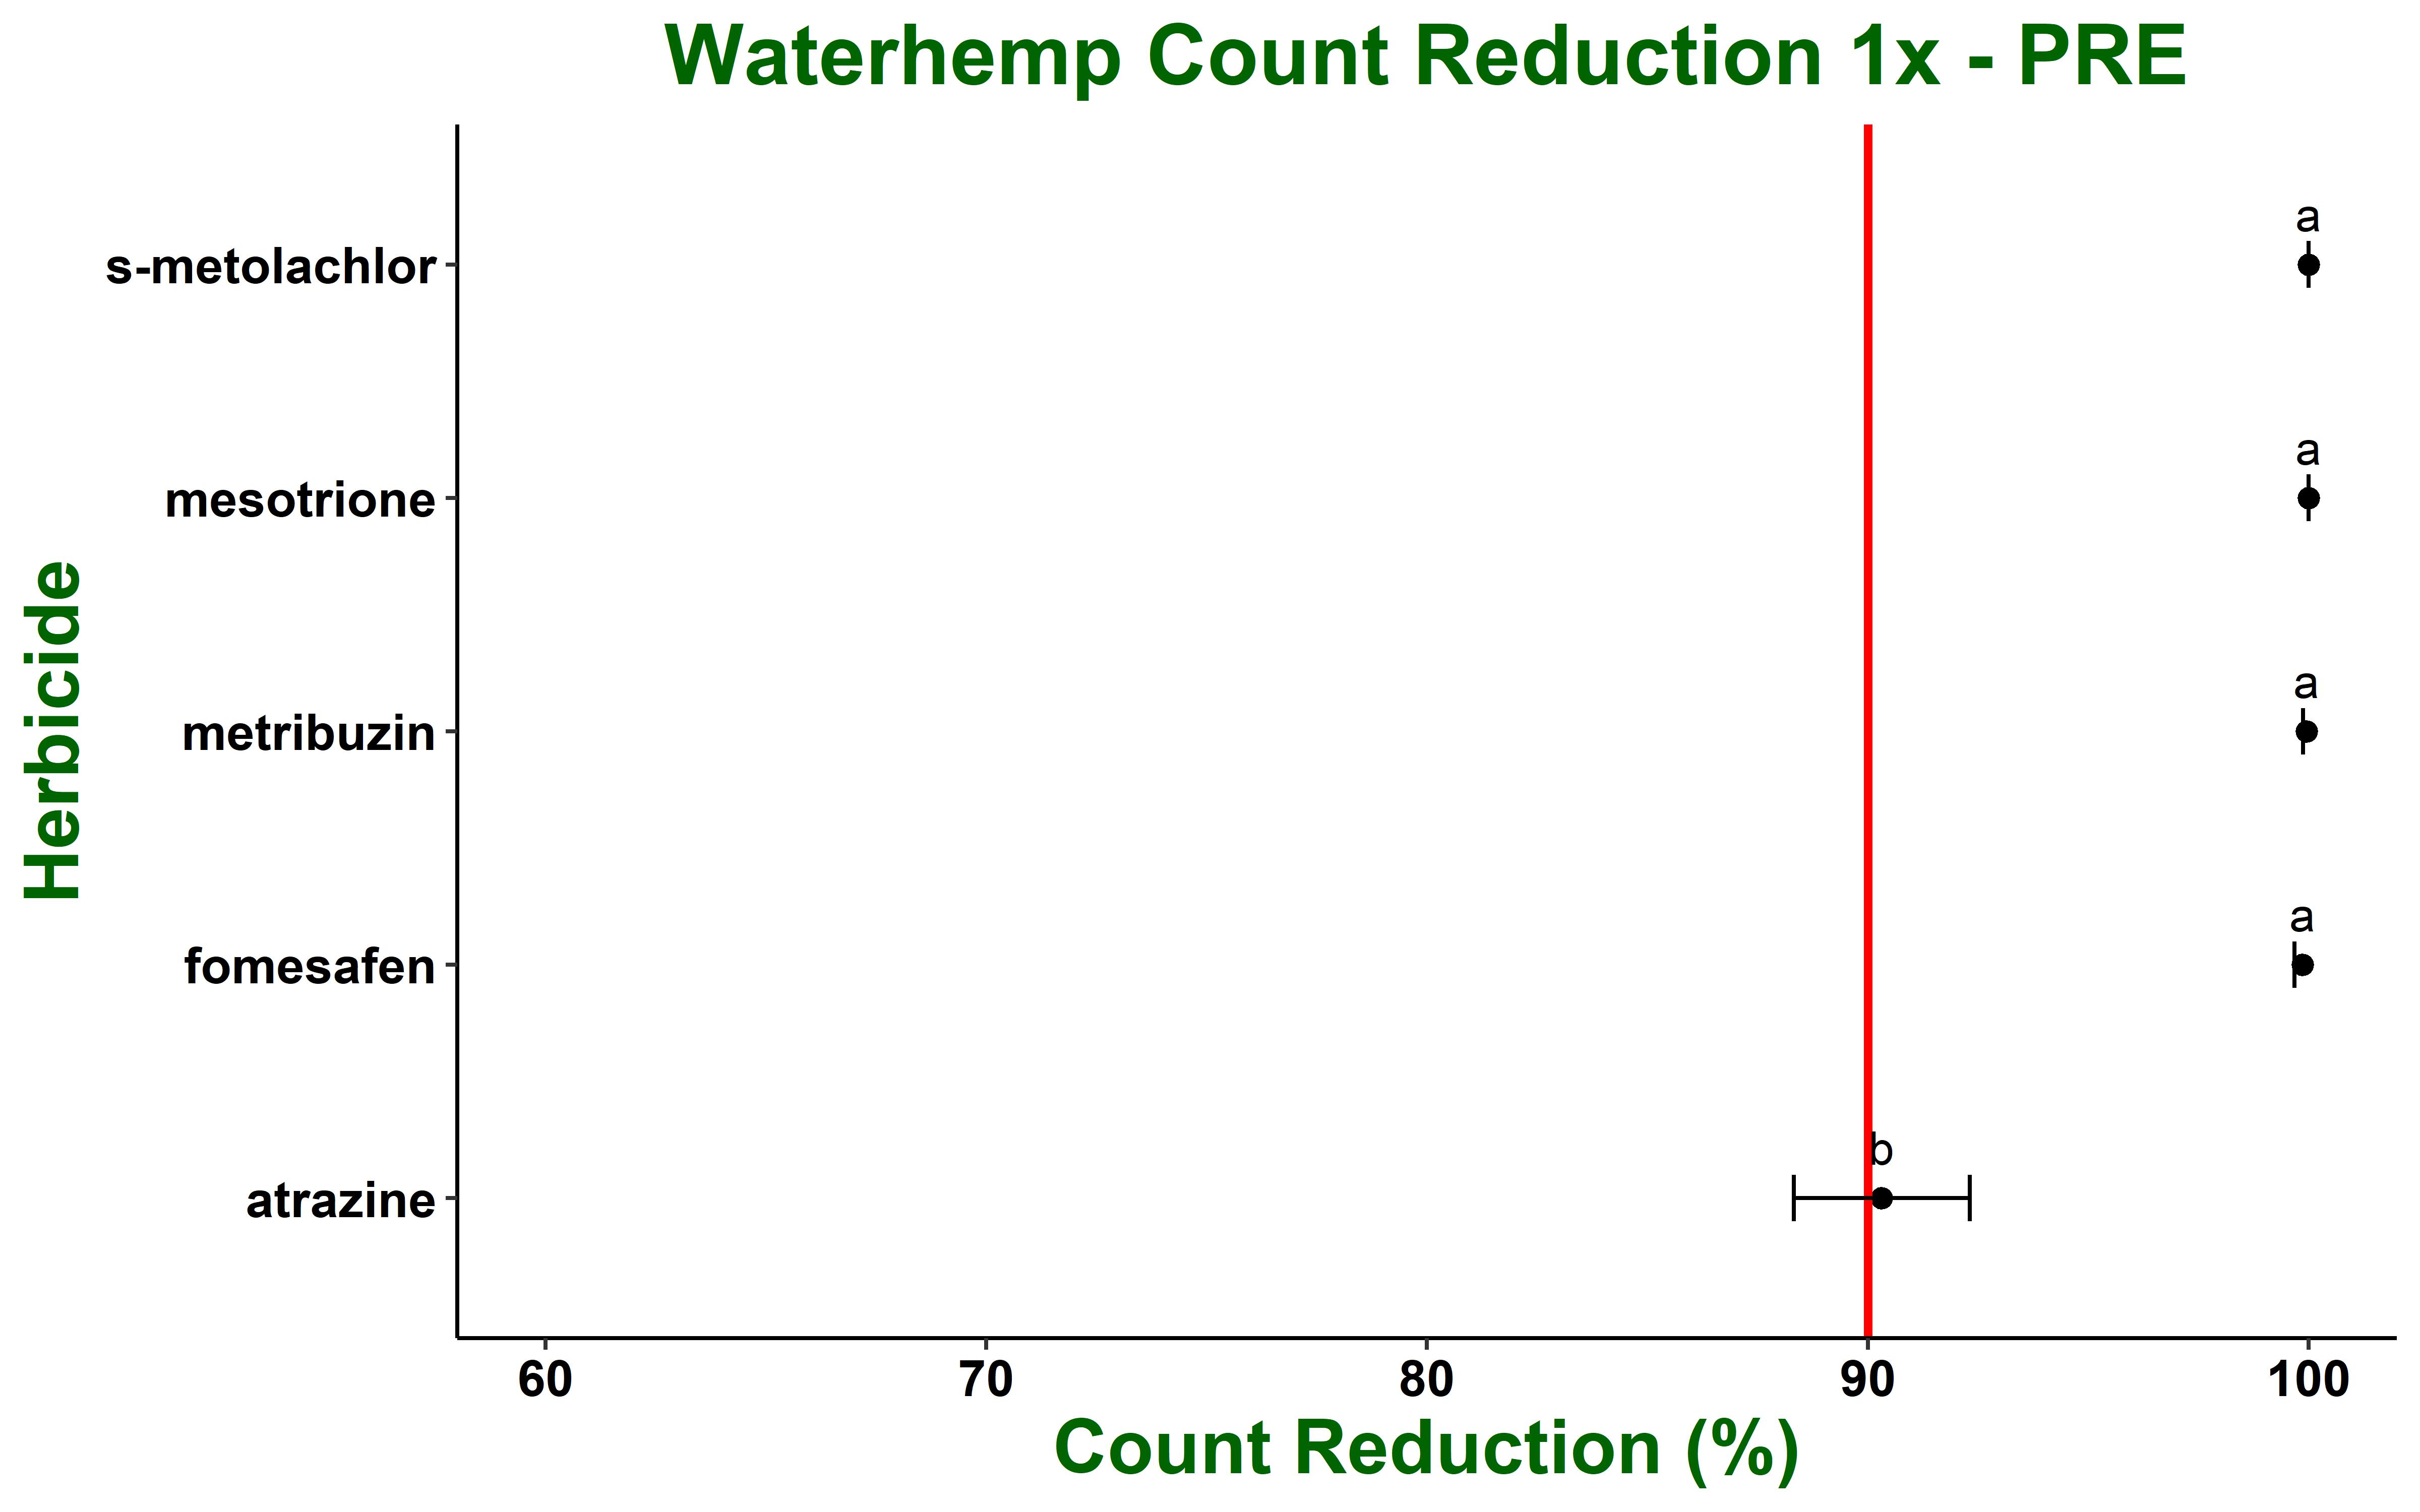 Waterhemp Count Reduction 1x - PRE
Herbicide
s-metolachlor
a
mesotrione
a
metribuzin
a
fomesafen
a
atrazine
b
60 70 80 90 100
Count Reduction (%)